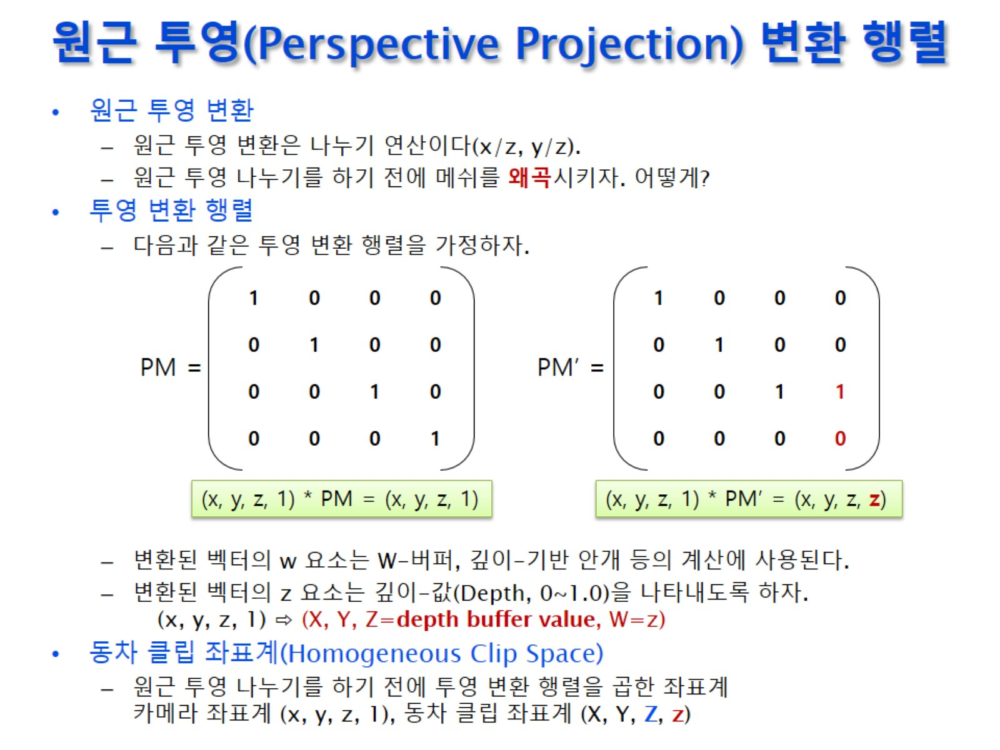 원근 투영(Perspective Projection) 변환 행렬
• 원근 투영 변환
– 원근 투영 변환은 나누기 연산이다(x/z, y/z).
– 원근 투영 나누기를 하기 전에 메쉬를 왜곡시키자. 어떻게?
• 투영 변환 행렬
– 다음과 같은 투영 변환 행렬을 가정하자.
PM =
1 0 0 0
0 1 0 0
0 0 1 0
0 0 0 1
PM′ =
1 0 0 0
0 1 0 0
0 0 1 1
0 0 0 0
(x, y, z, 1) * PM = (x, y, z, 1)
(x, y, z, 1) * PM′ = (x, y, z, z)
– 변환된 벡터의 w 요소는 W-버퍼, 깊이-기반 안개 등의 계산에 사용된다.
– 변환된 벡터의 z 요소는 깊이-값(Depth, 0~1.0)을 나타내도록 하자.
(x, y, z, 1) ⇨ (X, Y, Z=depth buffer value, W=z)
• 동차 클립 좌표계(Homogeneous Clip Space)
– 원근 투영 나누기를 하기 전에 투영 변환 행렬을 곱한 좌표계
카메라 좌표계 (x, y, z, 1), 동차 클립 좌표계 (X, Y, Z, z)